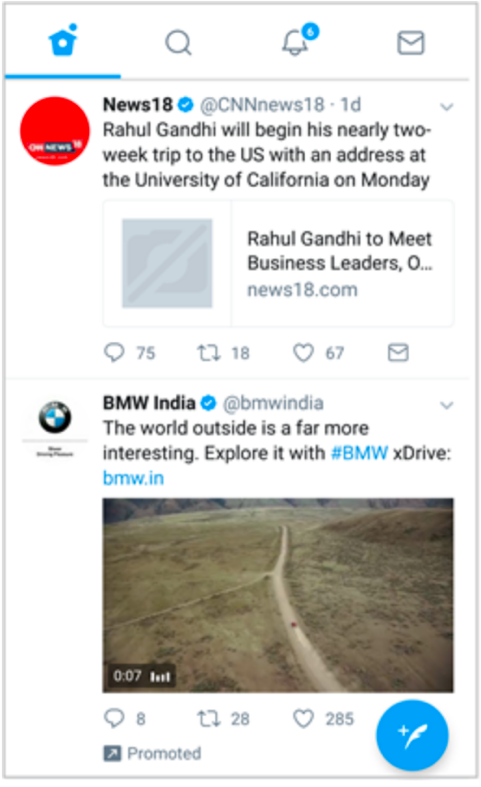 6
News18 @CNNnews18 · 1d
Rahul Gandhi will begin his nearly two-
week trip to the US with an address at
the University of California on Monday
Rahul Gandhi to Meet
Business Leaders, O...
news18.com
75 18 67
BMW India @bmwindia
The world outside is a far more
interesting. Explore it with #BMW xDrive:
bmw.in
0:07
8 28 285
Promoted